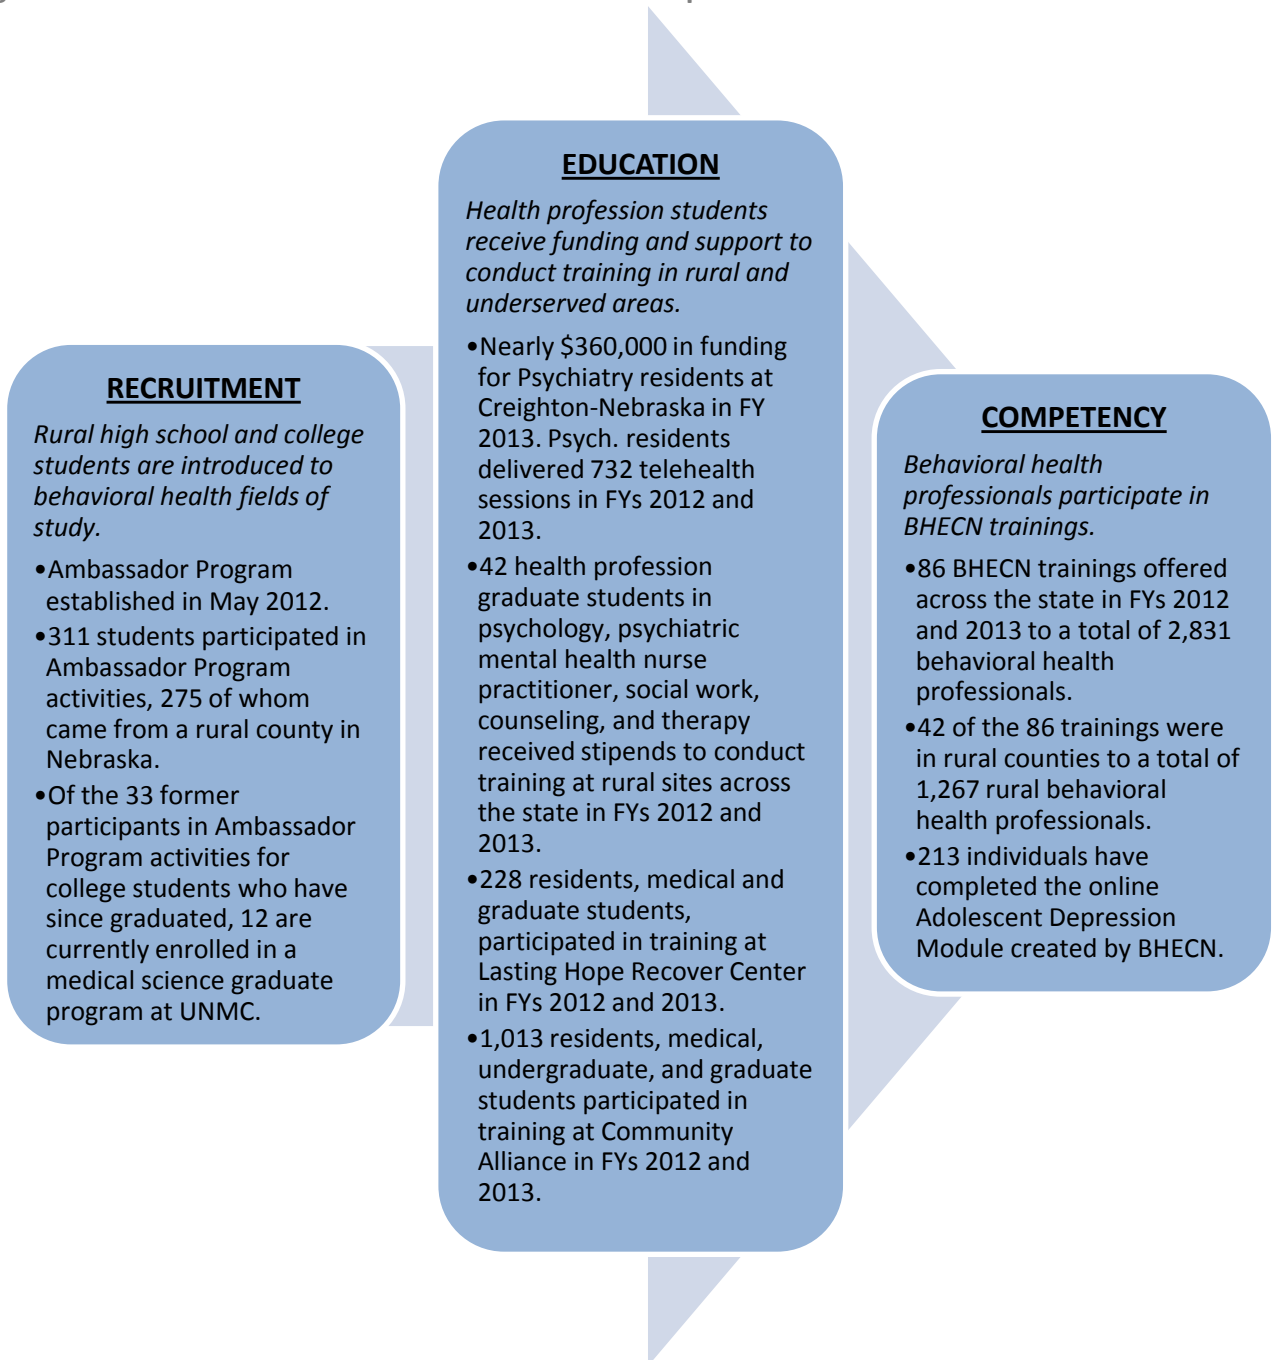 RECRUITMENT
Rural high school and college
students are introduced to
behavioral health fields of
study.
•Ambassador Program
established in May 2012.
•311 students participated in
Ambassador Program
activities, 275 of whom
came from a rural county in
Nebraska.
•Of the 33 former
participants in Ambassador
Program activities for
college students who have
since graduated, 12 are
currently enrolled in a
medical science graduate
program at UNMC.
EDUCATION
Health profession students
receive funding and support to
conduct training in rural and
underserved areas.
•Nearly $360,000 in funding
for Psychiatry residents at
Creighton-Nebraska in FY
2013. Psych. residents
delivered 732 telehealth
sessions in FYs 2012 and
2013.
•42 health profession
graduate students in
psychology, psychiatric
mental health nurse
practitioner, social work,
counseling, and therapy
received stipends to conduct
training at rural sites across
the state in FYs 2012 and
2013.
•228 residents, medical and
graduate students,
participated in training at
Lasting Hope Recover Center
in FYs 2012 and 2013.
•1,013 residents, medical,
undergraduate, and graduate
students participated in
training at Community
Alliance in FYs 2012 and
2013.
COMPETENCY
Behavioral health
professionals participate in
BHECN trainings.
•86 BHECN trainings offered
across the state in FYs 2012
and 2013 to a total of 2,831
behavioral health
professionals.
•42 of the 86 trainings were
in rural counties to a total of
1,267 rural behavioral
health professionals.
•213 individuals have
completed the online
Adolescent Depression
Module created by BHECN.